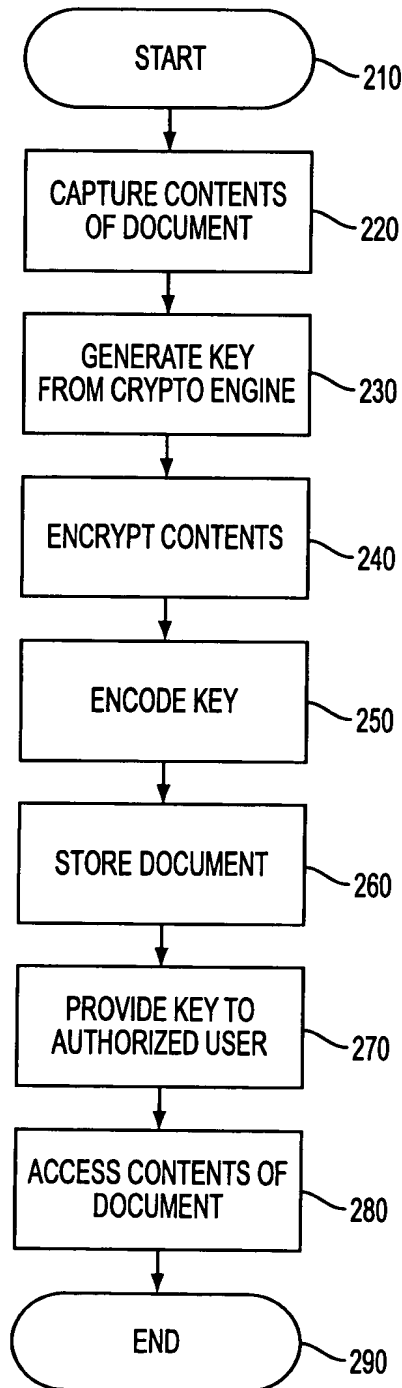 START
210
CAPTURE CONTENTS
OF DOCUMENT
220
GENERATE KEY
FROM CRYPTO ENGINE
230
ENCRYPT CONTENTS
240
ENCODE KEY
250
STORE DOCUMENT
260
PROVIDE KEY TO
AUTHORIZED USER
270
ACCESS CONTENTS OF
DOCUMENT
280
END
290